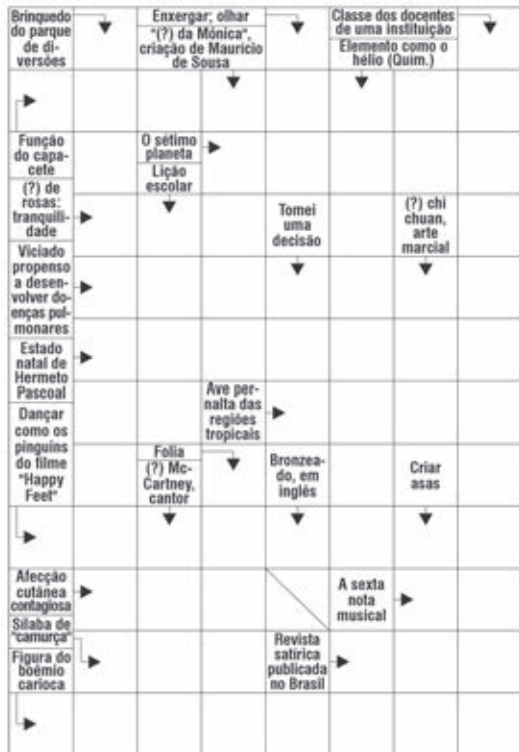 Brinquedo
do parque
de di-
versões
Enxergar; olhar
"(?) da Mônica",
criação de Mauricio
de Sousa
Classe dos docentes
de uma instituição
Elemento como o
hélio (Quím.)
Função
do capa-
cete
O sétimo
planeta
Lição
escolar
(?) de
rosas:
tranquili-
dade
Tomei
uma
decisão
(?) chi
chuan,
arte
marcial
Viciado
propenso
a desen-
volver do-
enças pul-
monares
Estado
natal de
Hermeto
Pascoal
Ave per-
nalta das
regiões
tropicais
Dançar
como os
pinguins
do filme
"Happy
Feet"
Folia
(?) Mc-
Cartney,
cantor
Bronzea-
do, em
inglês
Criar
asas
Afecção
cutânea
contagiosa
A sexta
nota
musical
Sílaba de
"camurça"
Figura do
boêmio
carioca
Revista
satírica
publicada
no Brasil